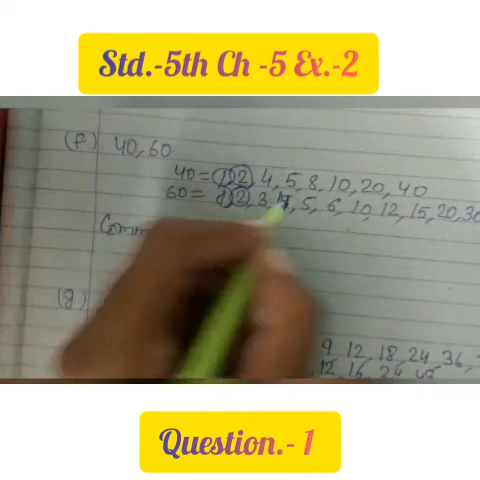 Std.-5th Ch -5 Ex.-2
(f) 40,60
40 = 1, 2, 4, 5, 8, 10, 20, 40
60 = 1, 2, 3, 4, 5, 6, 10, 12, 15, 20, 30
Comm
(g)
9, 12, 18, 24, 36,
12, 16, 24, 48
Question.- 1